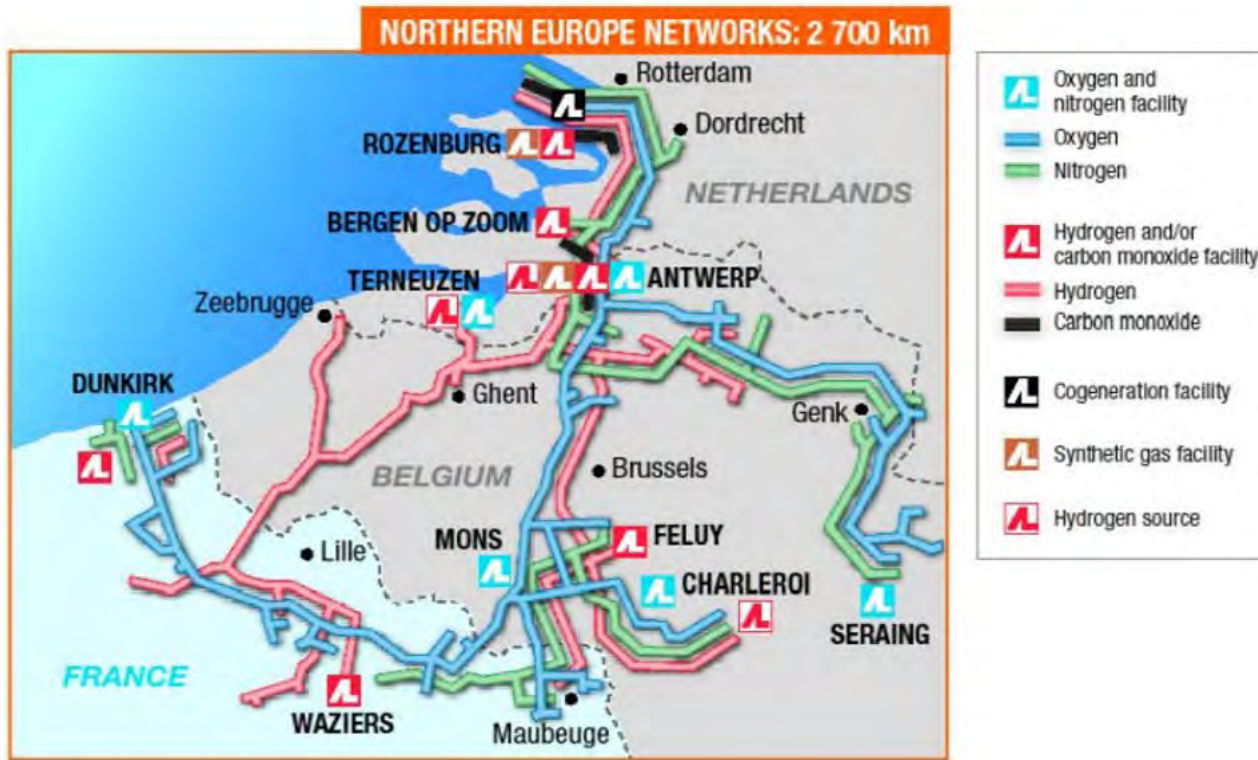 NORTHERN EUROPE NETWORKS: 2 700 km
Rotterdam
Dordrecht
ROZENBURG
NETHERLANDS
BERGEN OP ZOOM
TERNEUZEN
ANTWERP
Zeebrugge
DUNKIRK
Ghent
Genk
BELGIUM
Brussels
Lille
MONS
FELUY
CHARLEROI
SERAING
FRANCE
WAZIERS
Maubeuge
Oxygen and
nitrogen facility
Oxygen
Nitrogen
Hydrogen and/or
carbon monoxide facility
Hydrogen
Carbon monoxide
Cogeneration facility
Synthetic gas facility
Hydrogen source